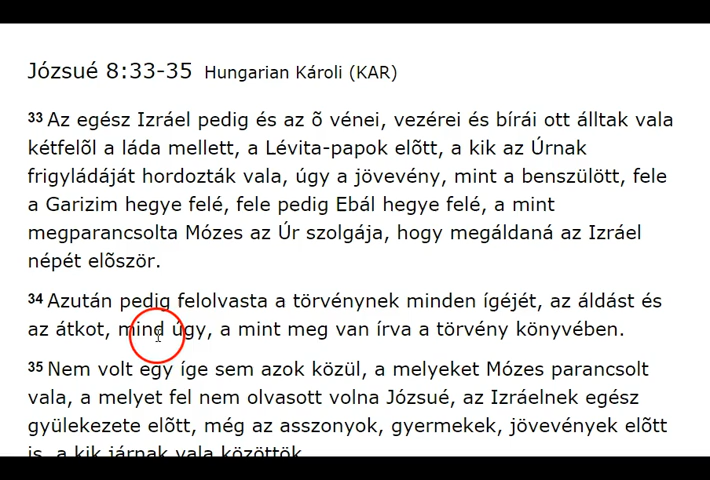 Józsué 8:33-35 Hungarian Károli (KAR)
33 Az egész Izráel pedig és az õ vénei, vezérei és bírái ott álltak vala
kétfelõl a láda mellett, a Lévita-papok elõtt, a kik az Úrnak
frigyládáját hordozták vala, úgy a jövevény, mint a benszülött, fele
a Garizim hegye felé, fele pedig Ebál hegye felé, a mint
megparancsolta Mózes az Úr szolgája, hogy megáldaná az Izráel
népét elõször.
34 Azután pedig felolvasta a törvénynek minden ígéjét, az áldást és
az átkot, mind úgy, a mint meg van írva a törvény könyvében.
35 Nem volt egy íge sem azok közül, a melyeket Mózes parancsolt
vala, a melyet fel nem olvasott volna Józsué, az Izráelnek egész
gyülekezete elõtt, még az asszonyok, gyermekek, jövevények elõtt
is, a kik járnak vala közöttök.